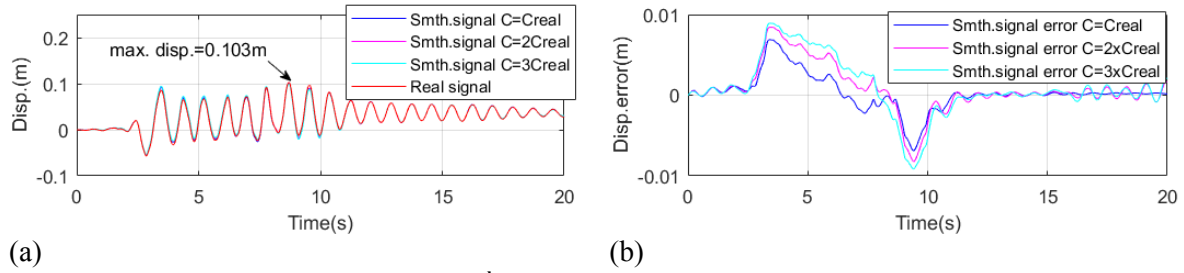 0.2
0.1
0
-0.1
Disp.(m)
max. disp.=0.103m
Smth.signal C=Creal
Smth.signal C=2Creal
Smth.signal C=3Creal
Real signal
0 5 10 15 20
Time(s)
(a)
0.01
0
-0.01
Disp.error(m)
Smth.signal error C=Creal
Smth.signal error C=2xCreal
Smth.signal error C=3xCreal
0 5 10 15 20
Time(s)
(b)